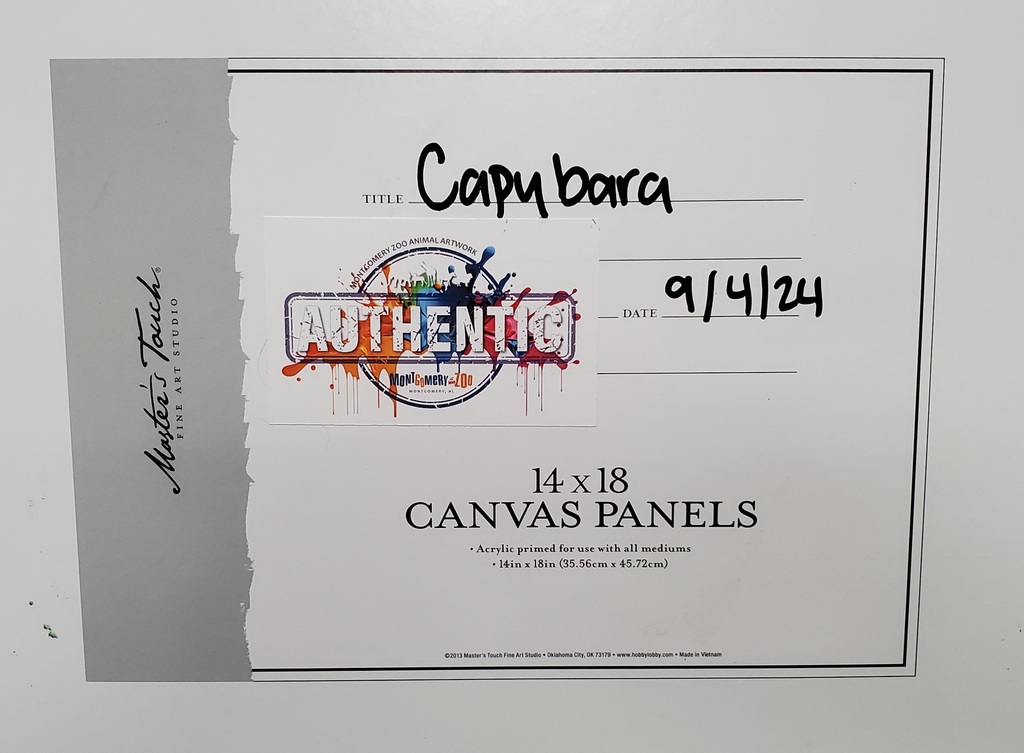 Master's Touch®
FINE ART STUDIO
TITLE Capybara
MONTGOMERY ZOO ANIMAL ARTWORK
AUTHENTIC
MONTGOMERY ZOO
MONTGOMERY, AL
DATE 9/4/24
14 x 18
CANVAS PANELS
• Acrylic primed for use with all mediums
• 14in x 18in (35.56cm x 45.72cm)
©2013 Master's Touch Fine Art Studio • Oklahoma City, OK 73179 • www.hobbylobby.com • Made in Vietnam